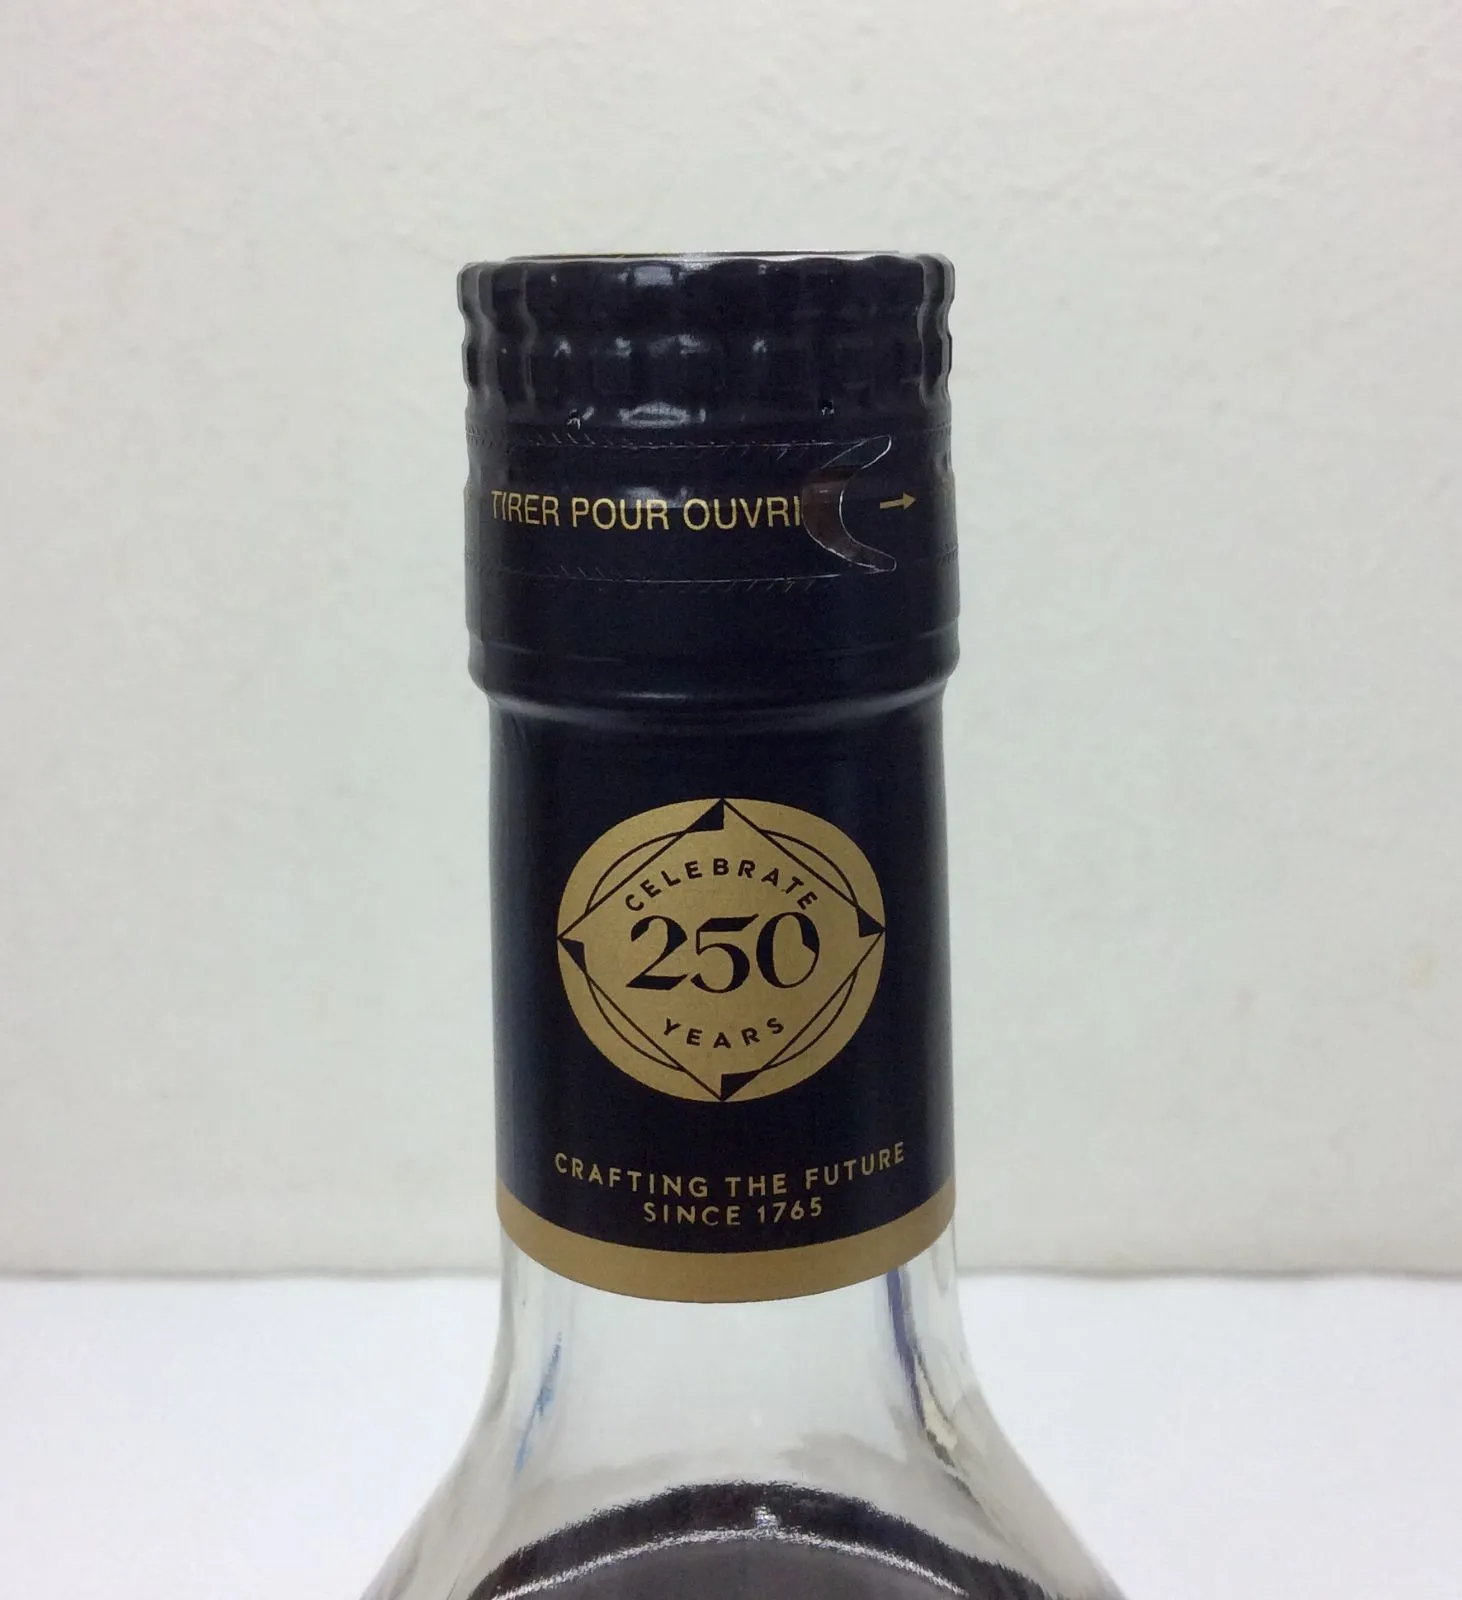 TIRER POUR OUVRI →
CELEBRATE
250
YEARS
CRAFTING THE FUTURE
SINCE 1765